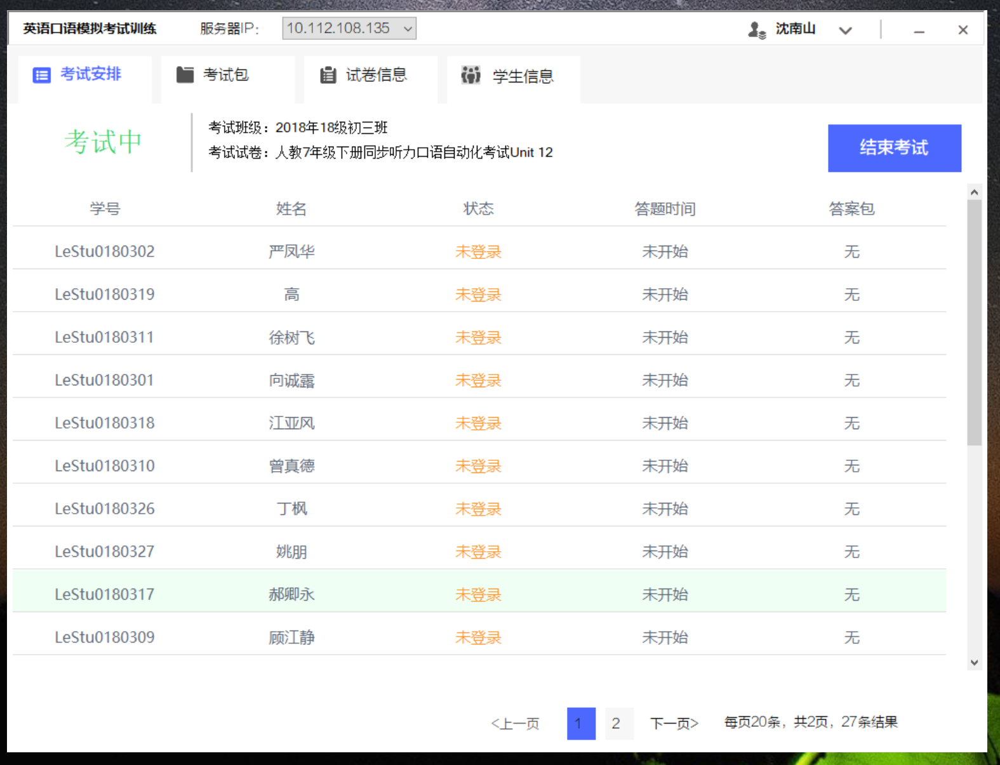 英语口语模拟考试训练 服务器IP: 10.112.108.135 沈南山
考试安排 考试包 试卷信息 学生信息
考试中
考试班级：2018年18级初三班
考试试卷：人教7年级下册同步听力口语自动化考试Unit 12
结束考试
学号 姓名 状态 答题时间 答案包
LeStu0180302 严凤华 未登录 未开始 无
LeStu0180319 高 未登录 未开始 无
LeStu0180311 徐树飞 未登录 未开始 无
LeStu0180301 向诚露 未登录 未开始 无
LeStu0180318 江亚风 未登录 未开始 无
LeStu0180310 曾真德 未登录 未开始 无
LeStu0180326 丁枫 未登录 未开始 无
LeStu0180327 姚朋 未登录 未开始 无
LeStu0180317 郝卿永 未登录 未开始 无
LeStu0180309 顾江静 未登录 未开始 无
<上一页 1 2 下一页> 每页20条，共2页，27条结果